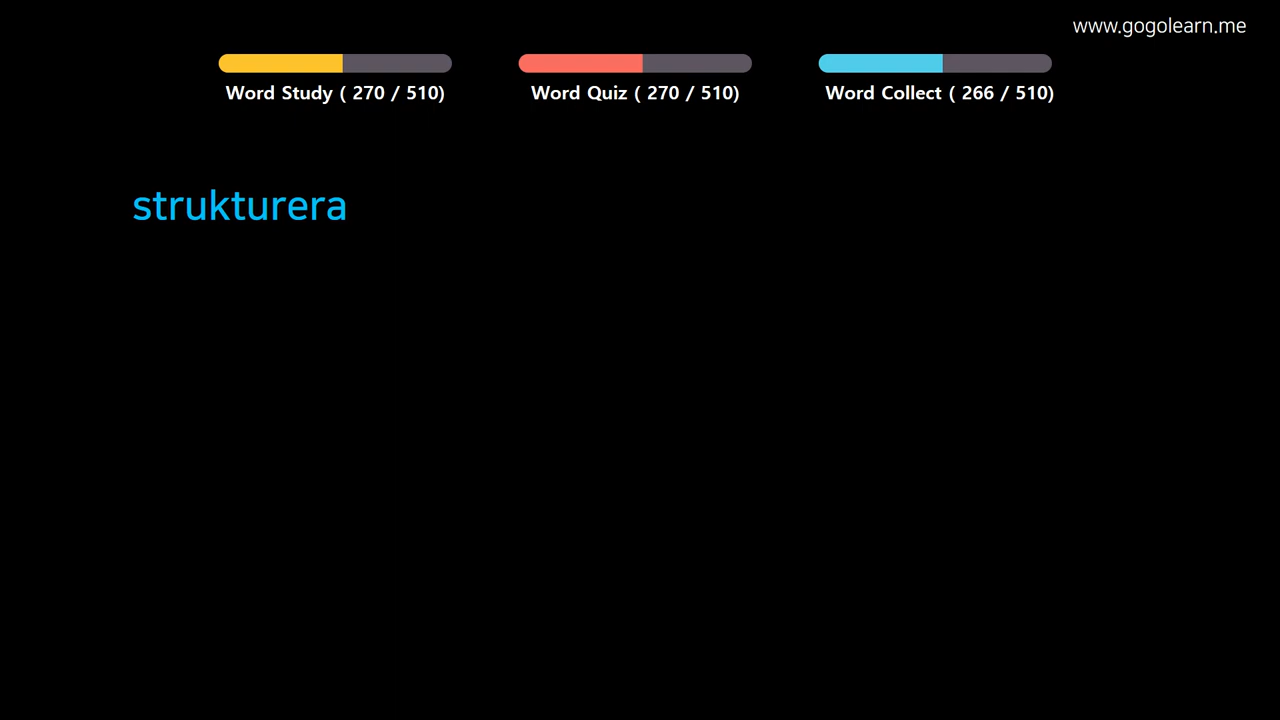 www.gogolearn.me
Word Study ( 270 / 510)
Word Quiz ( 270 / 510)
Word Collect ( 266 / 510)
strukturera